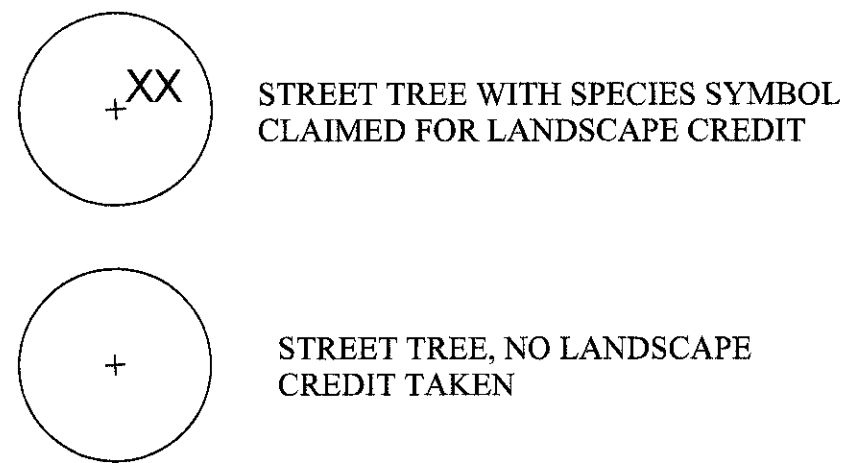 XX
STREET TREE WITH SPECIES SYMBOL
CLAIMED FOR LANDSCAPE CREDIT
STREET TREE, NO LANDSCAPE
CREDIT TAKEN